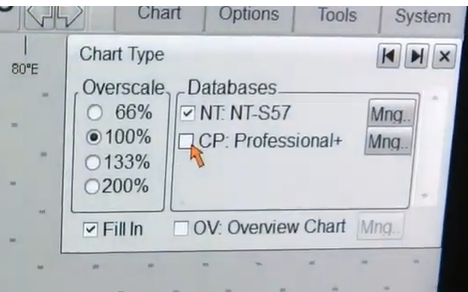 Chart Options Tools System
80°E
Chart Type
Overscale Databases
66% NT: NT-S57 Mng..
100% CP: Professional+ Mng..
133%
200%
Fill In OV: Overview Chart Mng..